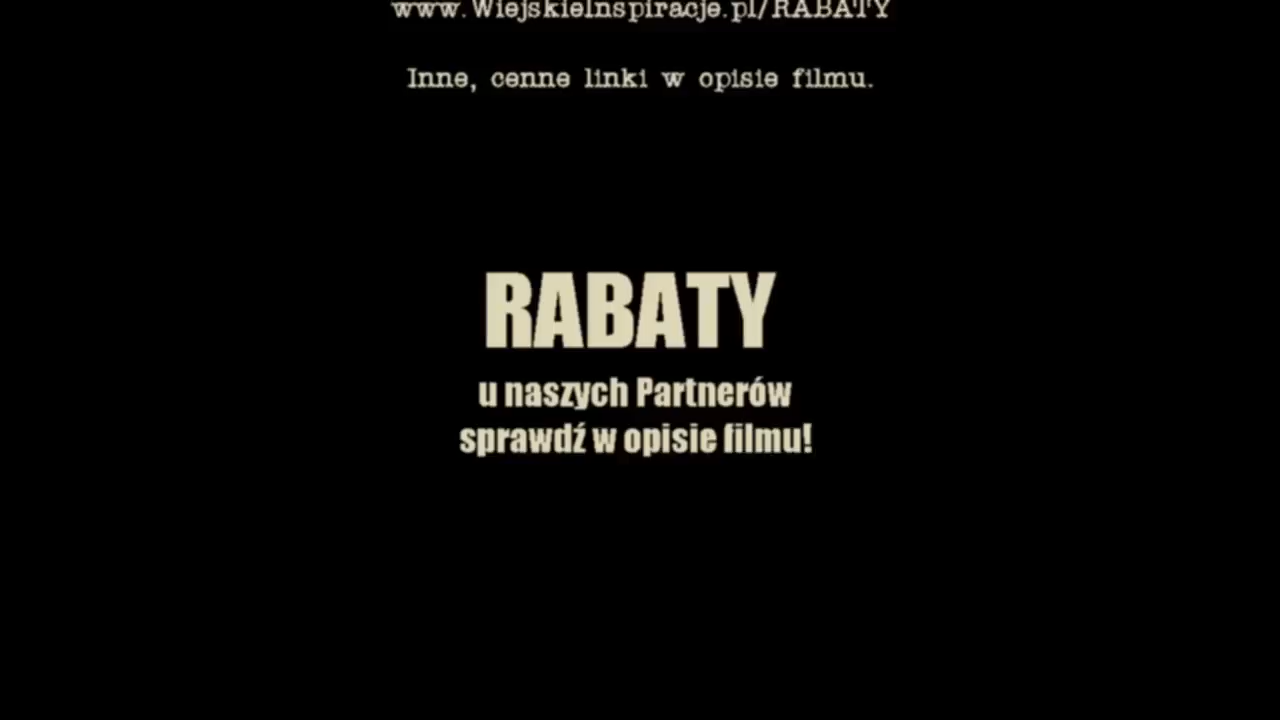 www.WiejskieInspiracje.pl/RABATY
Inne, cenne linki w opisie filmu.
RABATY
u naszych Partnerów
sprawdź w opisie filmu!